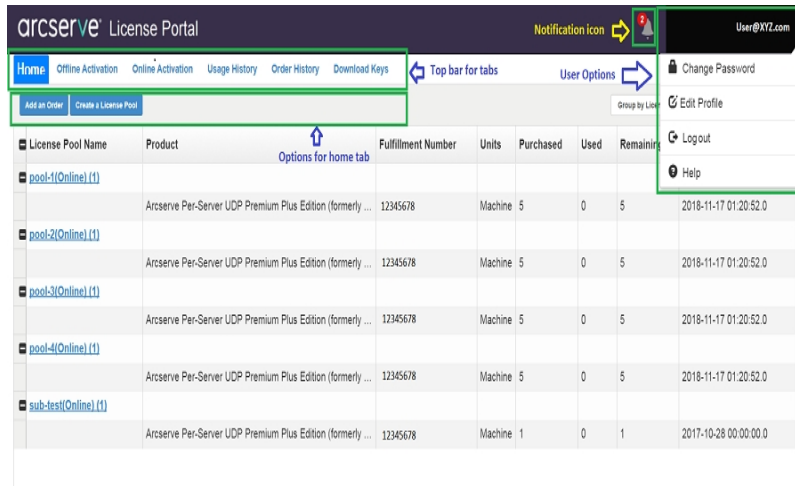 arcserve License Portal
Notification icon
2
User@XYZ.com
Home Offline Activation Online Activation Usage History Order History Download Keys
Top bar for tabs
User Options
Change Password
Edit Profile
Logout
Help
Add an Order Create a License Pool
Group by Lice
Options for home tab
License Pool Name Product Fulfillment Number Units Purchased Used Remaining
pool-1(Online) (1)
Arcserve Per-Server UDP Premium Plus Edition (formerly ... 12345678 Machine 5 0 5 2018-11-17 01:20:52.0
pool-2(Online) (1)
Arcserve Per-Server UDP Premium Plus Edition (formerly ... 12345678 Machine 5 0 5 2018-11-17 01:20:52.0
pool-3(Online) (1)
Arcserve Per-Server UDP Premium Plus Edition (formerly ... 12345678 Machine 5 0 5 2018-11-17 01:20:52.0
pool-4(Online) (1)
Arcserve Per-Server UDP Premium Plus Edition (formerly ... 12345678 Machine 5 0 5 2018-11-17 01:20:52.0
sub-test(Online) (1)
Arcserve Per-Server UDP Premium Plus Edition (formerly ... 12345678 Machine 1 0 1 2017-10-28 00:00:00.0